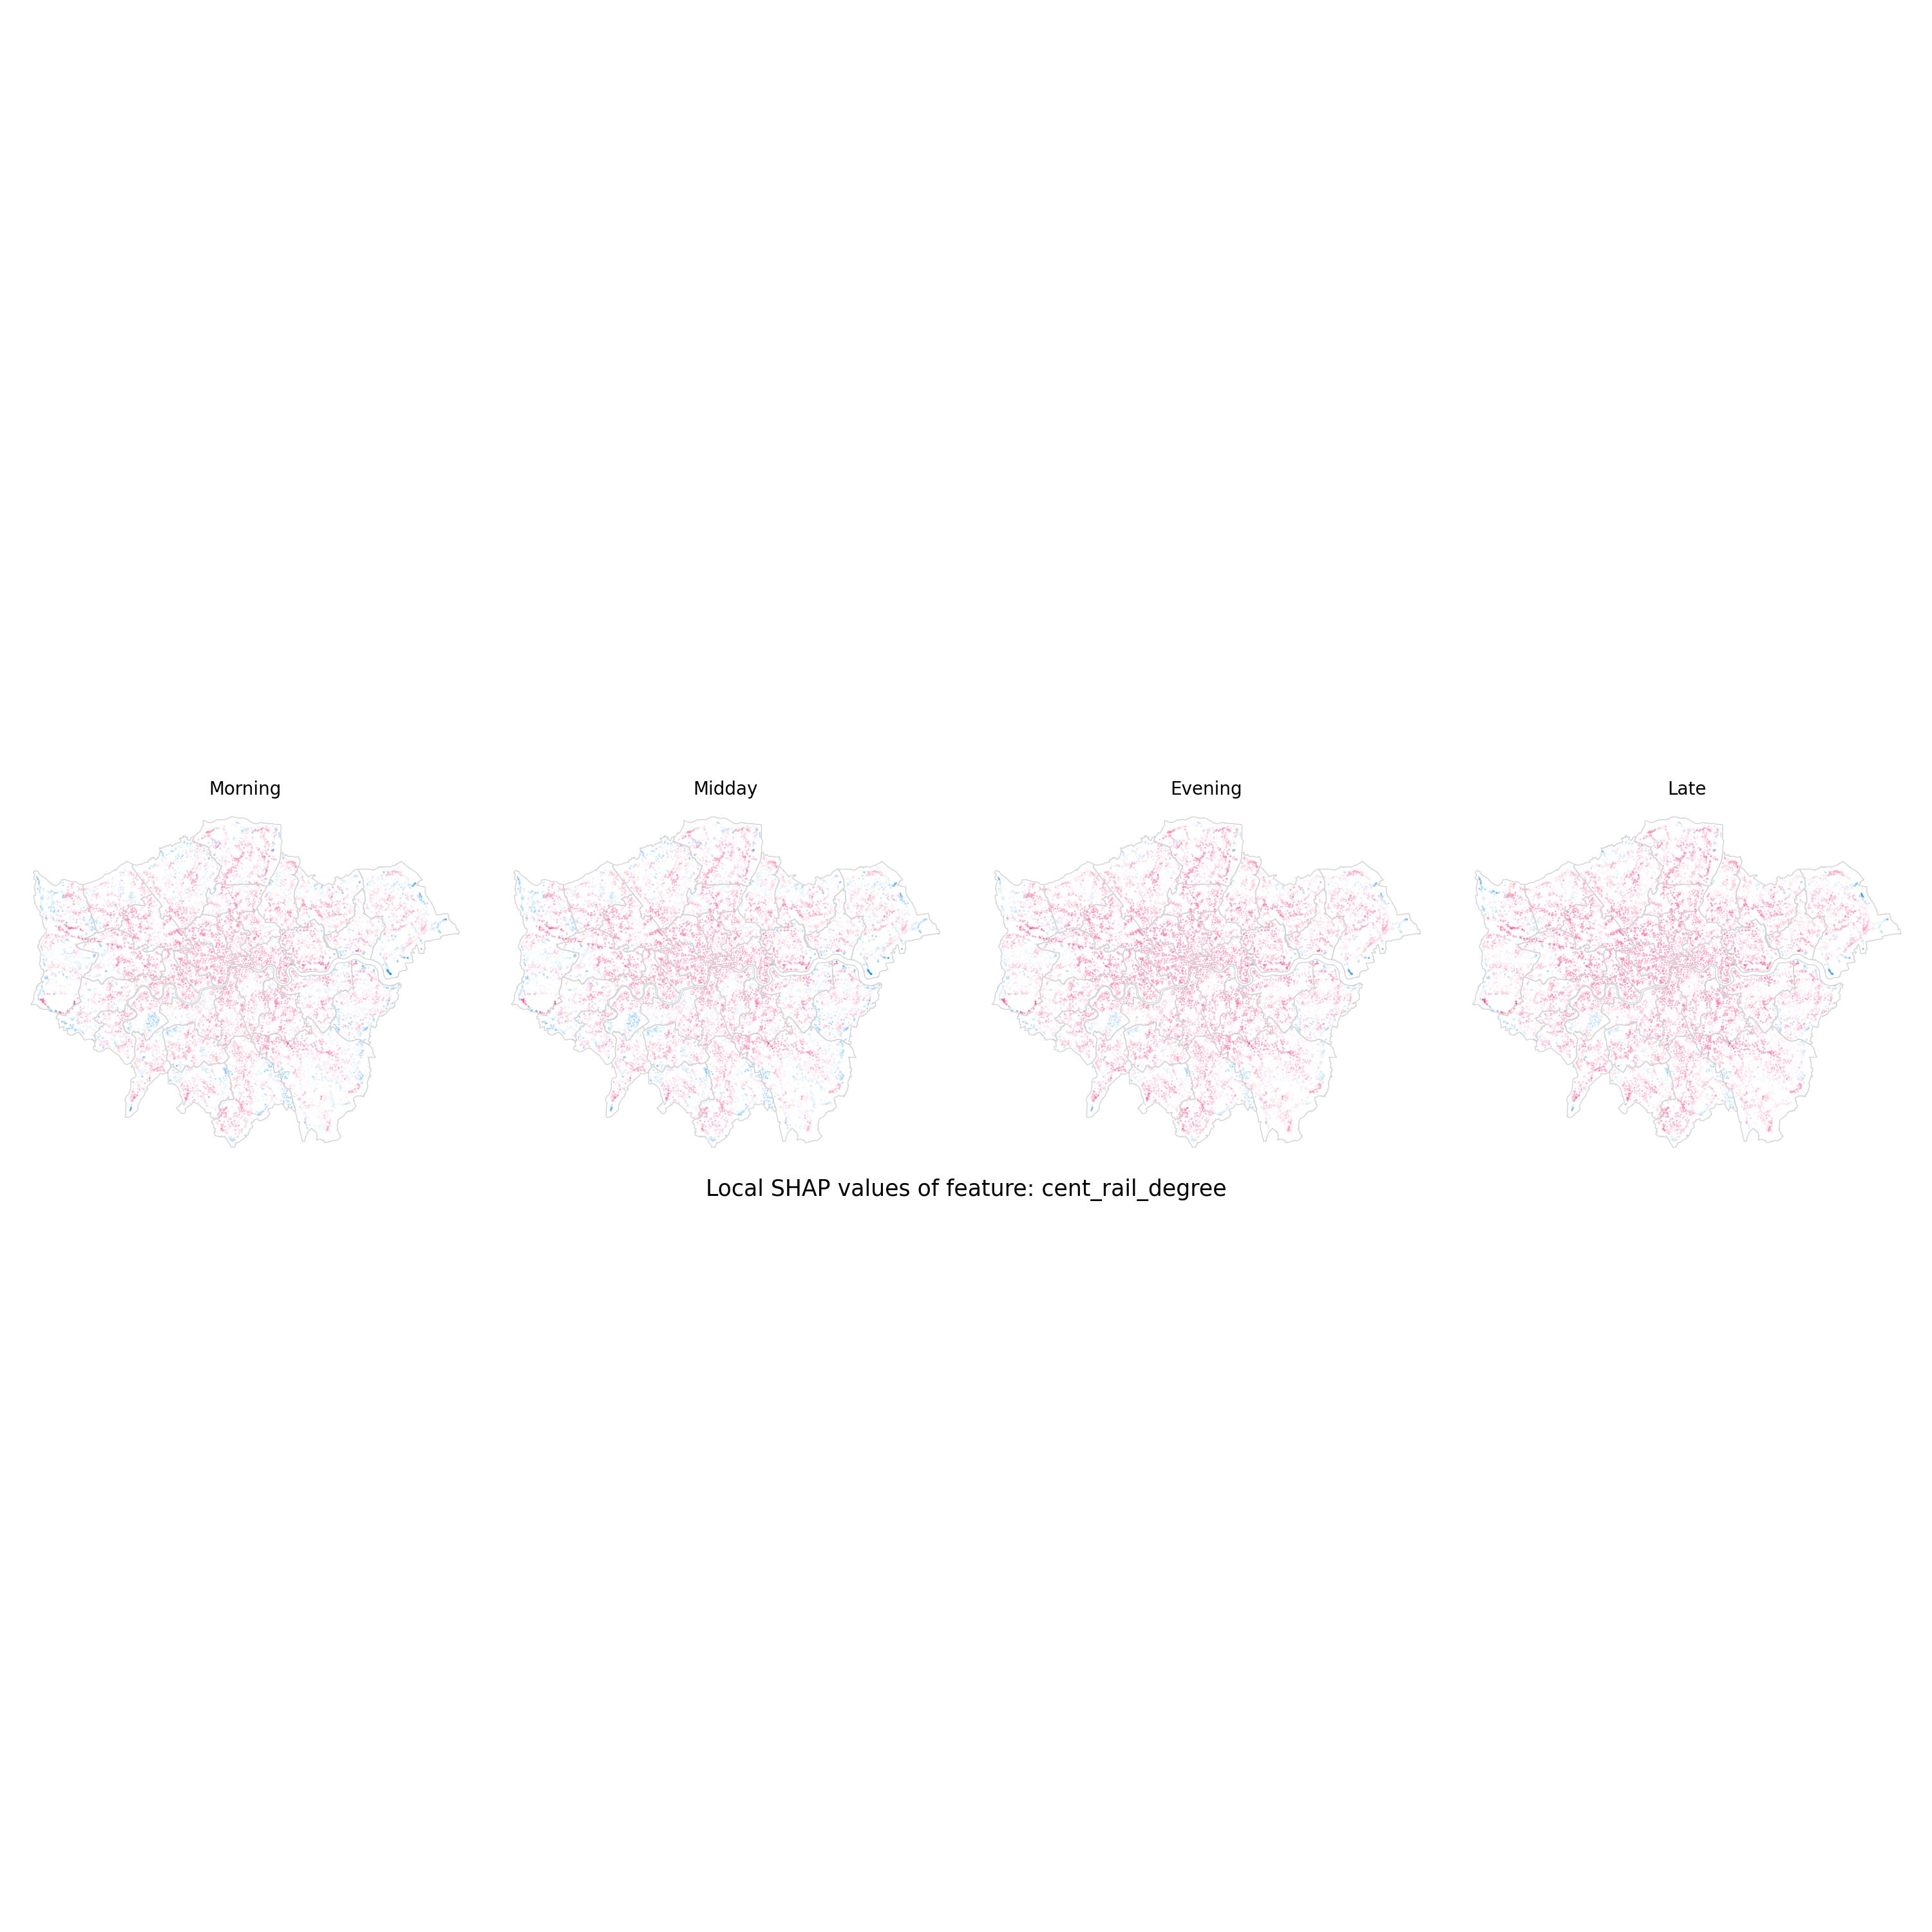 Morning
Midday
Evening
Late
Local SHAP values of feature: cent_rail_degree